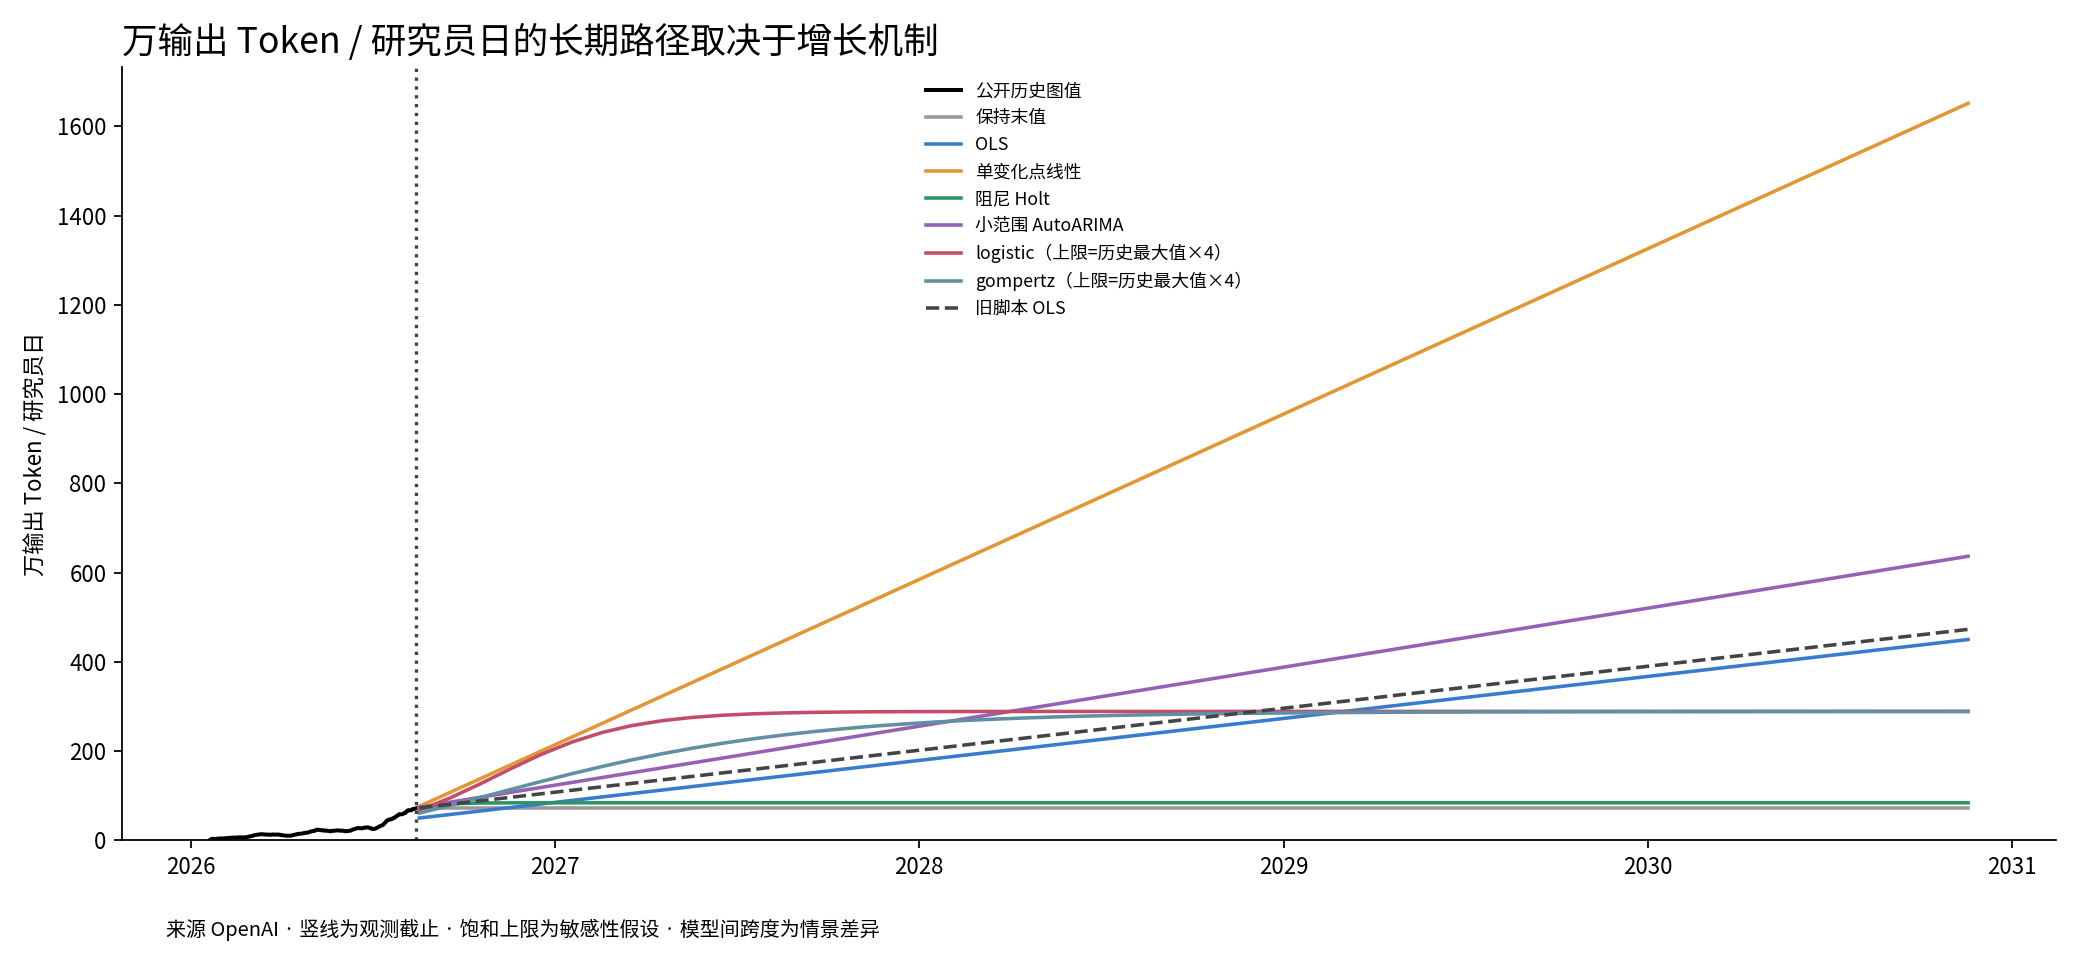 万输出 Token / 研究员日的长期路径取决于增长机制
万输出 Token / 研究员日
1600
1400
1200
1000
800
600
400
200
0
公开历史图值
保持末值
OLS
单变化点线性
阻尼 Holt
小范围 AutoARIMA
logistic（上限=历史最大值×4）
gompertz（上限=历史最大值×4）
旧脚本 OLS
2026 2027 2028 2029 2030 2031
来源 OpenAI · 竖线为观测截止 · 饱和上限为敏感性假设 · 模型间跨度为情景差异